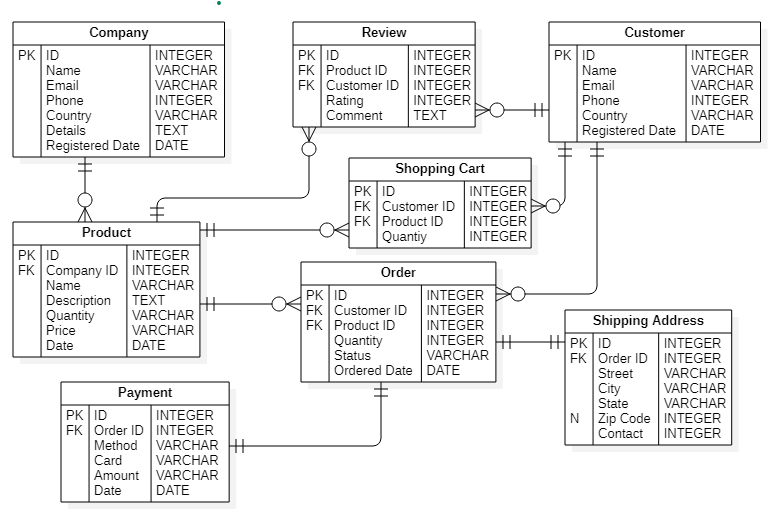 Company
PK ID INTEGER
Name VARCHAR
Email VARCHAR
Phone INTEGER
Country VARCHAR
Details TEXT
Registered Date DATE
Review
PK ID INTEGER
FK Product ID INTEGER
FK Customer ID INTEGER
Rating INTEGER
Comment TEXT
Customer
PK ID INTEGER
Name VARCHAR
Email VARCHAR
Phone INTEGER
Country VARCHAR
Registered Date DATE
Shopping Cart
PK ID INTEGER
FK Customer ID INTEGER
FK Product ID INTEGER
Quantiy INTEGER
Product
PK ID INTEGER
FK Company ID INTEGER
Name VARCHAR
Description TEXT
Quantity VARCHAR
Price VARCHAR
Date DATE
Order
PK ID INTEGER
FK Customer ID INTEGER
FK Product ID INTEGER
Quantity INTEGER
Status VARCHAR
Ordered Date DATE
Shipping Address
PK ID INTEGER
FK Order ID INTEGER
Street VARCHAR
City VARCHAR
State VARCHAR
N Zip Code INTEGER
Contact INTEGER
Payment
PK ID INTEGER
FK Order ID INTEGER
Method VARCHAR
Card VARCHAR
Amount VARCHAR
Date DATE